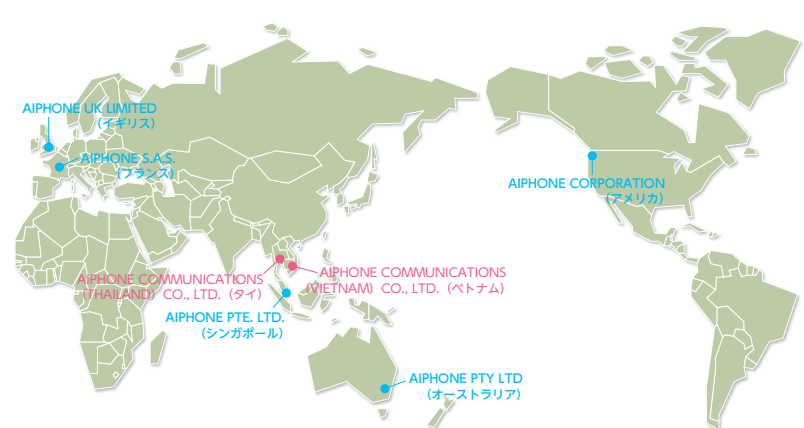 AIPHONE UK LIMITED
（イギリス）
AIPHONE S.A.S.
（フランス）
AIPHONE CORPORATION
（アメリカ）
AIPHONE COMMUNICATIONS
（THAILAND）CO., LTD.（タイ）
AIPHONE COMMUNICATIONS
（VIETNAM）CO., LTD.（ベトナム）
AIPHONE PTE. LTD.
（シンガポール）
AIPHONE PTY LTD
（オーストラリア）